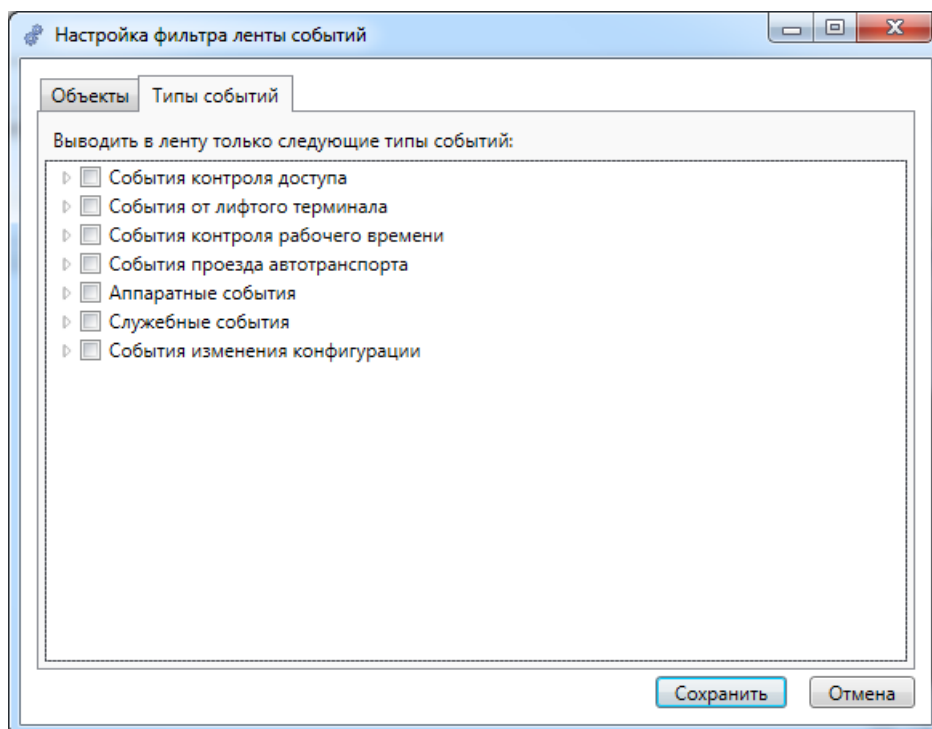 Настройка фильтра ленты событий
Объекты Типы событий
Выводить в ленту только следующие типы событий:
События контроля доступа
События от лифтого терминала
События контроля рабочего времени
События проезда автотранспорта
Аппаратные события
Служебные события
События изменения конфигурации
Сохранить Отмена